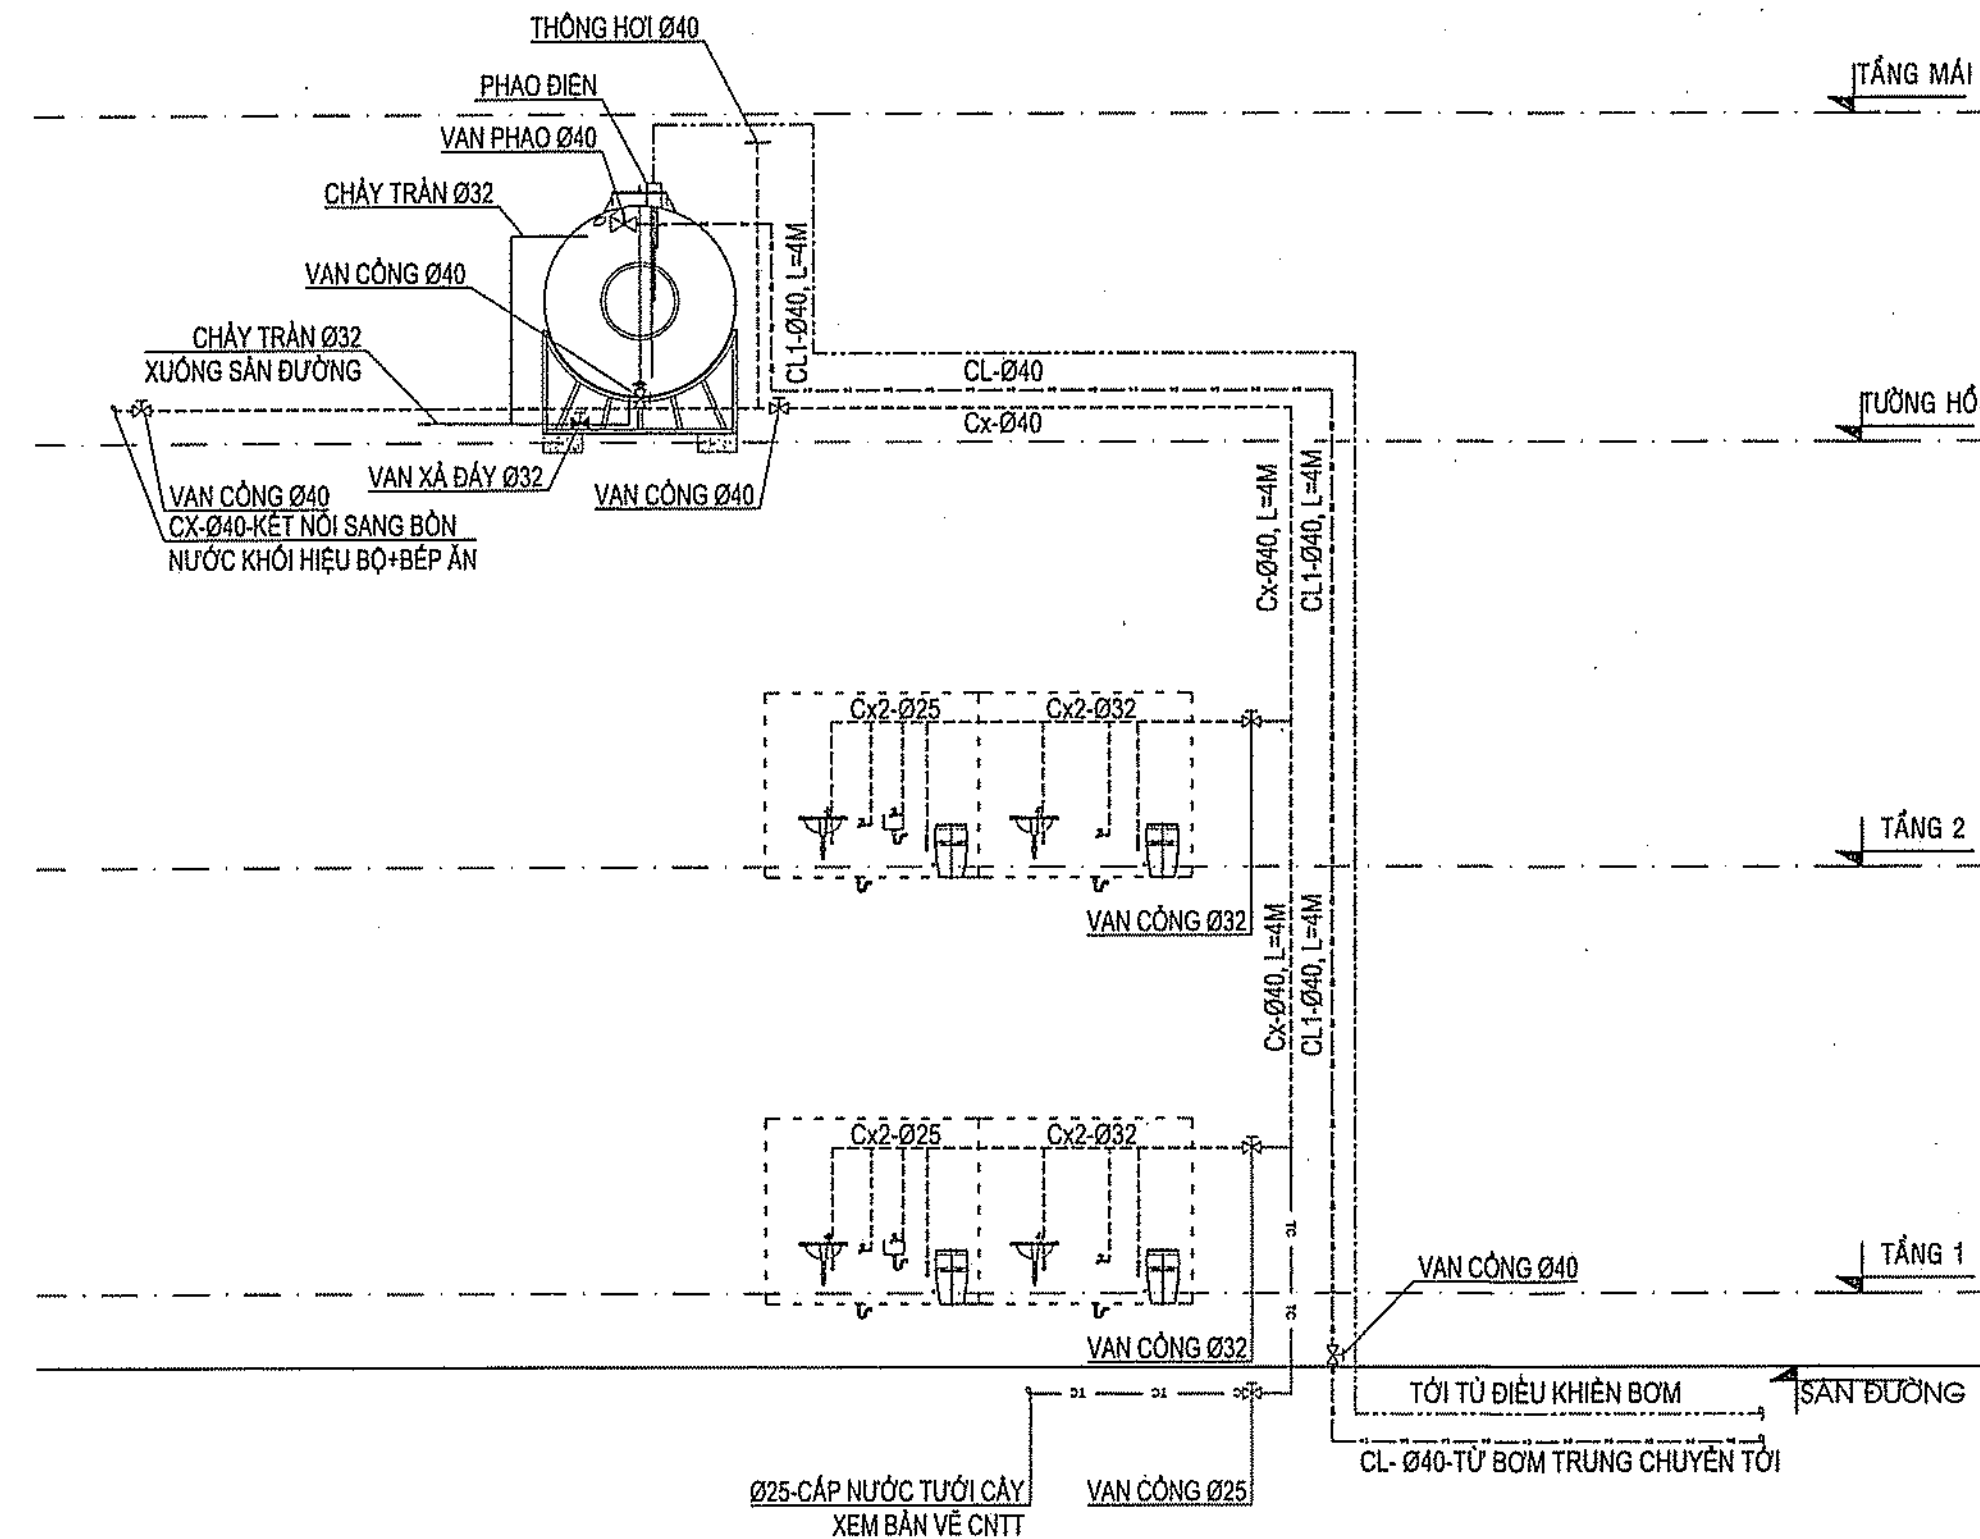 THÔNG HƠI Ø40
PHAO ĐIỆN
VAN PHAO Ø40
CHẢY TRÀN Ø32
VAN CỔNG Ø40
CHẢY TRÀN Ø32
XUỐNG SÂN ĐƯỜNG
VAN CỔNG Ø40
CX-Ø40-KẾT NỐI SANG BỒN
NƯỚC KHỐI HIỆU BỘ+BẾP ĂN
VAN XẢ ĐÁY Ø32
VAN CỔNG Ø40
CL1-Ø40, L=4M
CL-Ø40
Cx-Ø40
TẦNG MÁI
TƯỜNG HỒ
Cx-Ø40, L=4M
CL1-Ø40, L=4M
Cx2-Ø25
Cx2-Ø32
TẦNG 2
VAN CỔNG Ø32
Cx-Ø40, L=4M
CL1-Ø40, L=4M
Cx2-Ø25
Cx2-Ø32
TC
TC
TẦNG 1
VAN CỔNG Ø40
VAN CỔNG Ø32
TC
TC
TỚI TỦ ĐIỀU KHIỂN BƠM
SÂN ĐƯỜNG
CL- Ø40-TỪ BƠM TRUNG CHUYỂN TỚI
Ø25-CẤP NƯỚC TƯỚI CÂY
XEM BẢN VẼ CNTT
VAN CỔNG Ø25